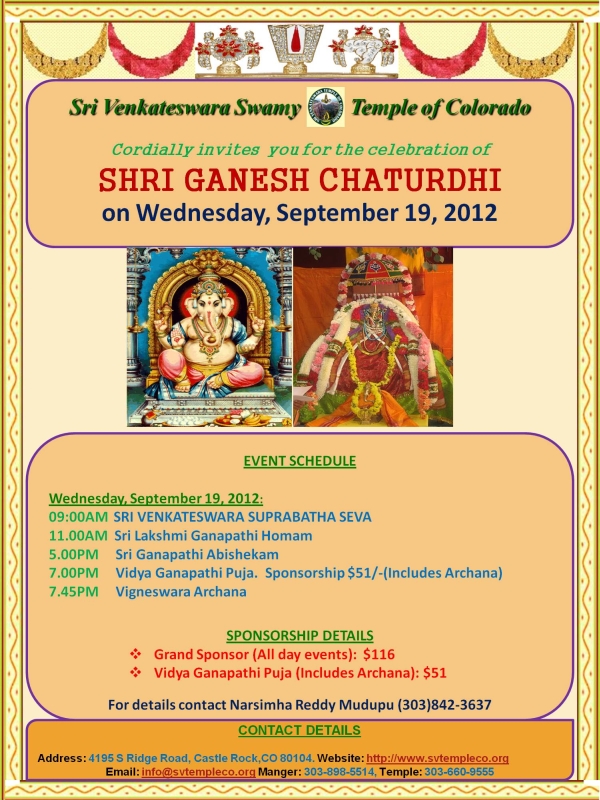 Sri Venkateswara Swamy Temple of Colorado
Cordially invites you for the celebration of
SHRI GANESH CHATURDHI
on Wednesday, September 19, 2012
EVENT SCHEDULE
Wednesday, September 19, 2012:
09:00AM SRI VENKATESWARA SUPRABATHA SEVA
11.00AM Sri Lakshmi Ganapathi Homam
5.00PM Sri Ganapathi Abishekam
7.00PM Vidya Ganapathi Puja. Sponsorship $51/-(Includes Archana)
7.45PM Vigneswara Archana
SPONSORSHIP DETAILS
❖ Grand Sponsor (All day events): $116
❖ Vidya Ganapathi Puja (Includes Archana): $51
For details contact Narsimha Reddy Mudupu (303)842-3637
CONTACT DETAILS
Address: 4195 S Ridge Road, Castle Rock,CO 80104. Website: http://www.svtempleco.org
Email: info@svtempleco.org Manger: 303-898-5514, Temple: 303-660-9555